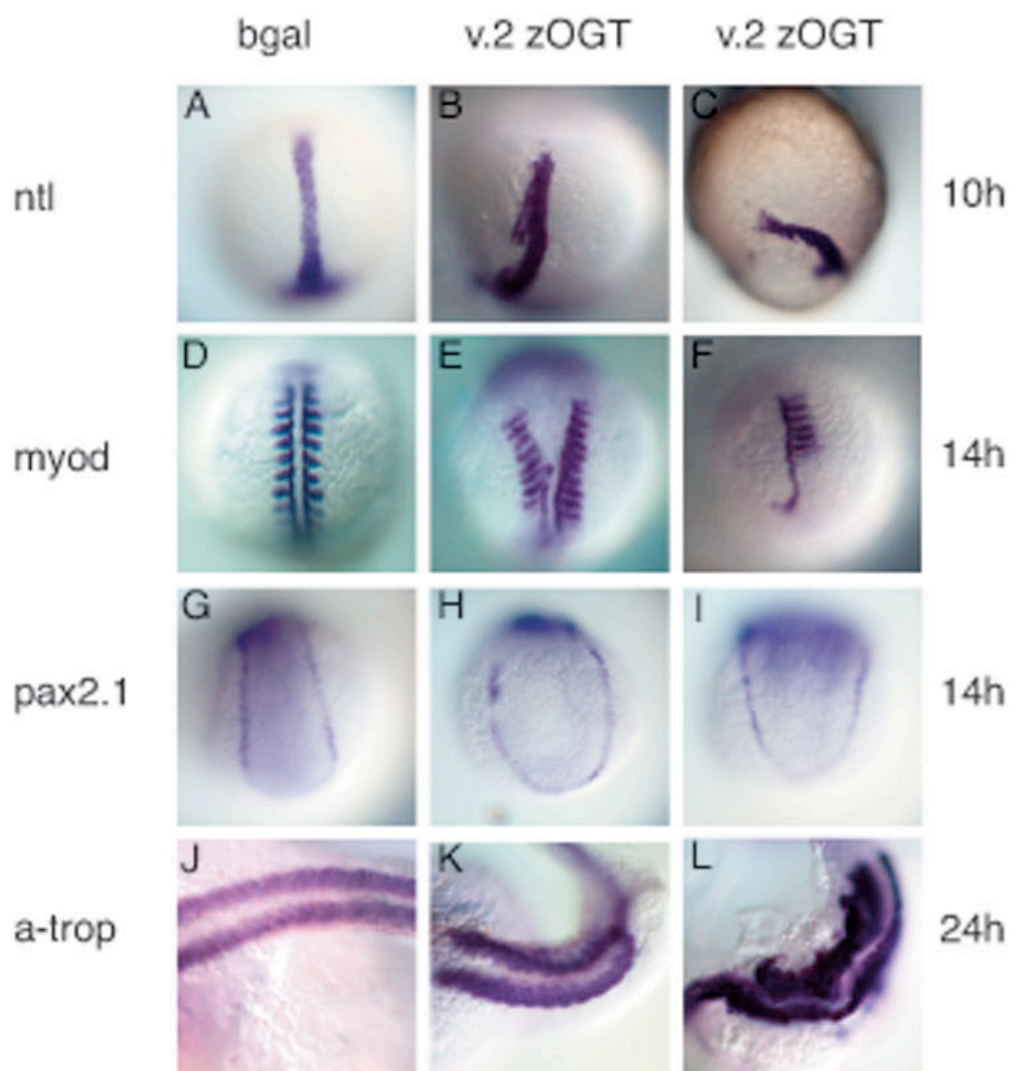 bgal v.2 zOGT v.2 zOGT
A B C
ntl 10h
D E F
myod 14h
G H I
pax2.1 14h
J K L
a-trop 24h